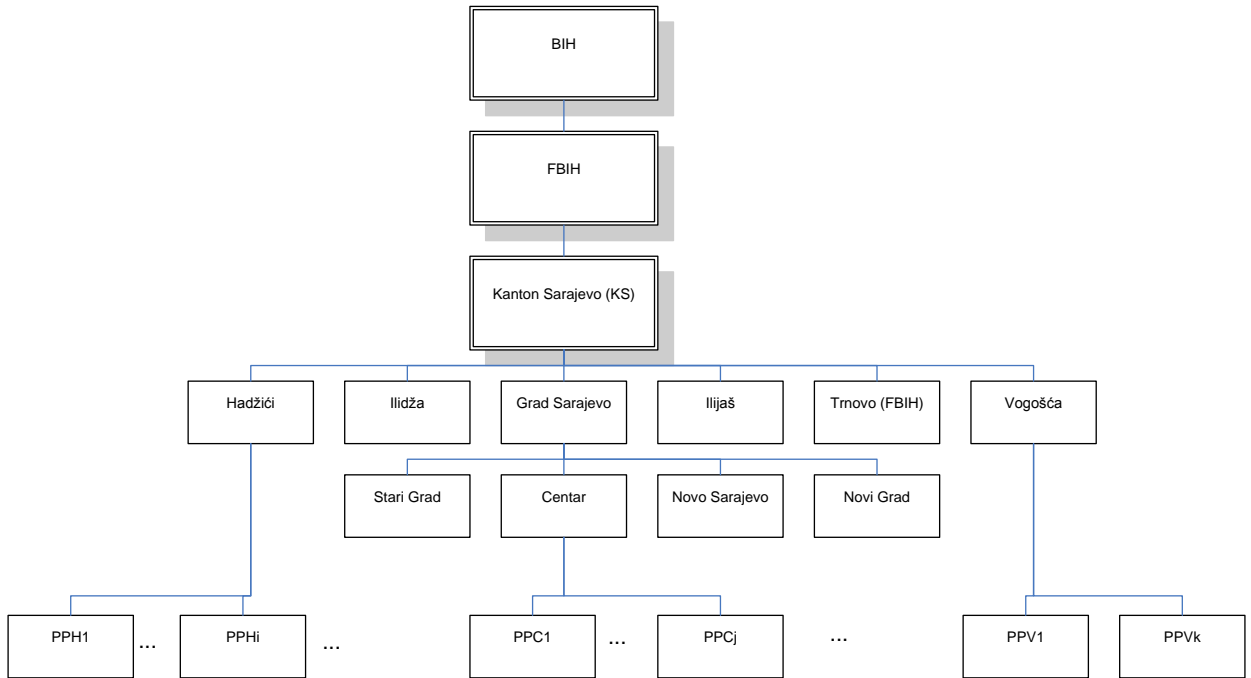 BIH
FBIH
Kanton Sarajevo (KS)
Hadžići
Ilidža
Grad Sarajevo
Ilijaš
Trnovo (FBIH)
Vogošća
Stari Grad
Centar
Novo Sarajevo
Novi Grad
PPH1
...
PPHi
...
PPC1
...
PPCj
...
PPV1
PPVk